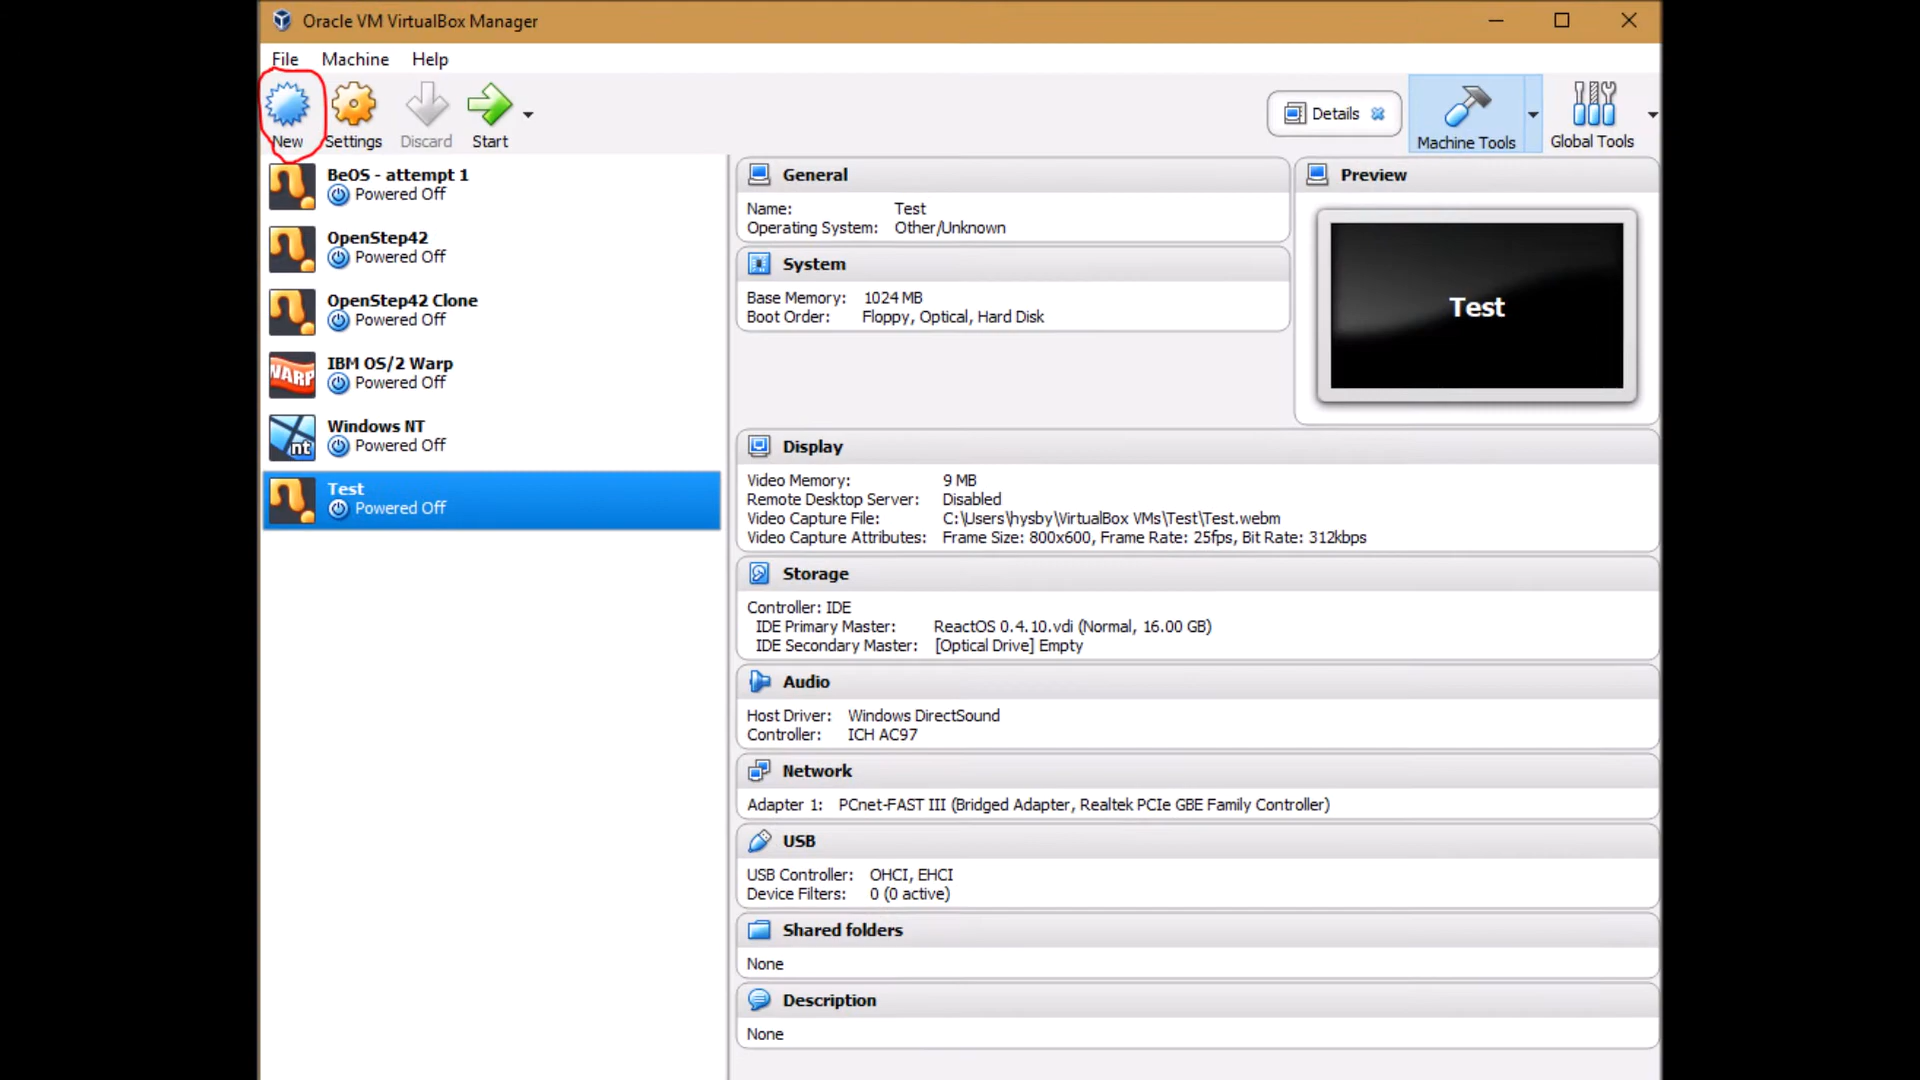 Oracle VM VirtualBox Manager
File Machine Help
New Settings Discard Start Details Machine Tools Global Tools
BeOS - attempt 1
Powered Off
OpenStep42
Powered Off
OpenStep42 Clone
Powered Off
WARP
IBM OS/2 Warp
Powered Off
nt
Windows NT
Powered Off
Test
Powered Off
General
Name: Test
Operating System: Other/Unknown
System
Base Memory: 1024 MB
Boot Order: Floppy, Optical, Hard Disk
Preview
Test
Display
Video Memory: 9 MB
Remote Desktop Server: Disabled
Video Capture File: C:\Users\hysby\VirtualBox VMs\Test\Test.webm
Video Capture Attributes: Frame Size: 800x600, Frame Rate: 25fps, Bit Rate: 312kbps
Storage
Controller: IDE
IDE Primary Master: ReactOS 0.4.10.vdi (Normal, 16.00 GB)
IDE Secondary Master: [Optical Drive] Empty
Audio
Host Driver: Windows DirectSound
Controller: ICH AC97
Network
Adapter 1: PCnet-FAST III (Bridged Adapter, Realtek PCIe GBE Family Controller)
USB
USB Controller: OHCI, EHCI
Device Filters: 0 (0 active)
Shared folders
None
Description
None